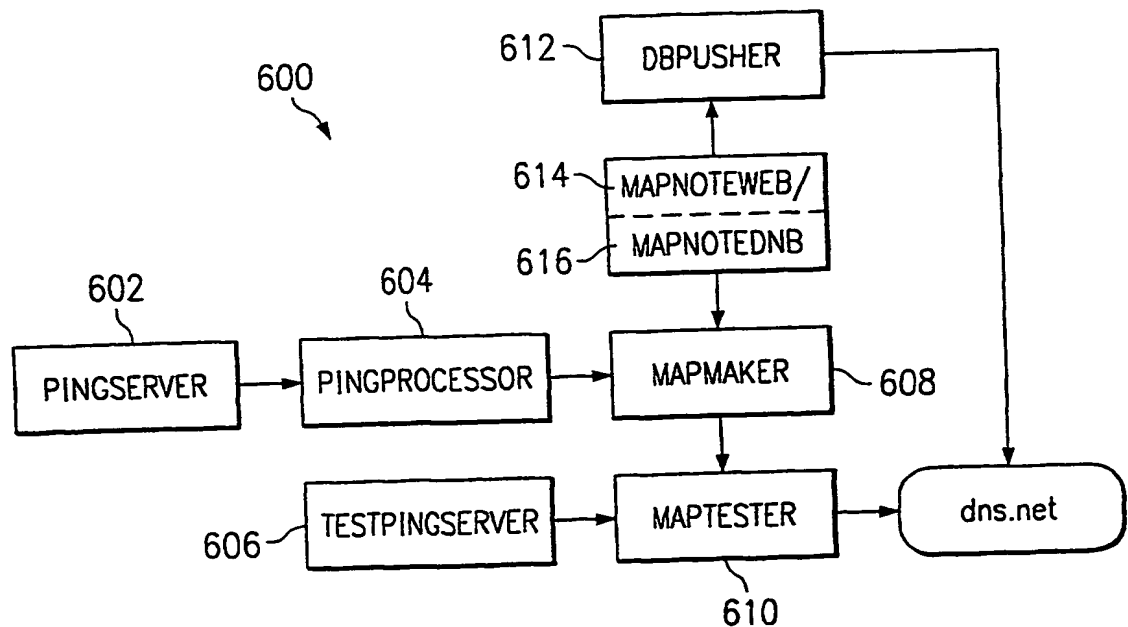 612
DBPUSHER
600
614
MAPNOTEWEB/
616
MAPNOTEDNB
602
604
PINGSERVER
PINGPROCESSOR
MAPMAKER
608
606
TESTPINGSERVER
MAPTESTER
dns.net
610